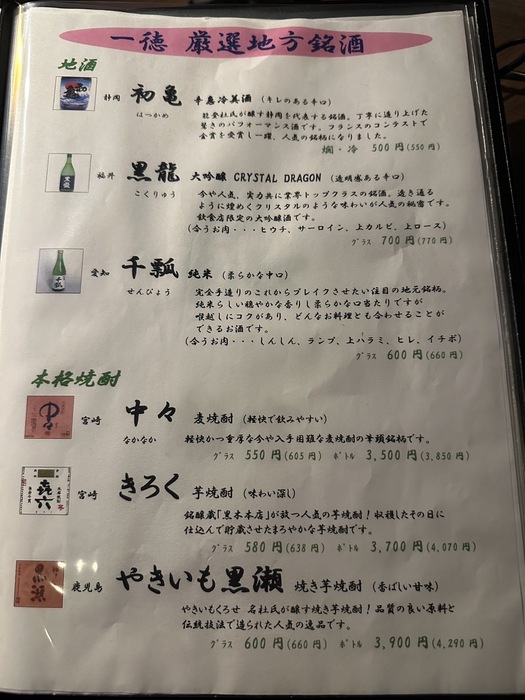 一徳 厳選地方銘酒
地酒
静岡 初亀 辛急冷美酒 (キレのある辛口)
はつかめ
能登杜氏が醸す静岡を代表する銘酒。丁寧に造り上げた
驚きのパフォーマンス酒です。フランスのコンテストで
金賞を受賞し一躍、人気の銘柄になりました。
燗・冷 500円(550円)
福井 黒龍 大吟醸 CRYSTAL DRAGON (透明感ある辛口)
こくりゅう
今や人気、実力共に業界トップクラスの銘酒。透き通る
ように煌めくクリスタルのような味わいが人気の秘密です。
飲食店限定の大吟醸酒です。
(合うお肉・・・ヒウチ、サーロイン、上カルビ、上ロース)
グラス 700円(770円)
愛知 千瓢 純米 (柔らかな中口)
せんぴょう
完全手造りのこれからブレイクさせたい注目の地元銘柄。
純米らしい穏やかな香りし柔らかな口当たりですが
喉越しにコクがあり、どんなお料理とも合わせることが
できるお酒です。
(合うお肉・・・しんしん、ランプ、上ハラミ、ヒレ、イチボ)
グラス 600円(660円)
本格焼酎
宮崎 中々 麦焼酎 (軽快で飲みやすい)
なかなか
軽快かつ重厚な今や入手困難な麦焼酎の筆頭銘柄です。
グラス 550円(605円) ボトル 3,500円(3,850円)
宮崎 きろく 芋焼酎 (味わい深し)
銘醸蔵「黒木本店」が放つ人気の芋焼酎!収穫したその日に
仕込んで貯蔵させたまろやかな芋焼酎です。
グラス 580円(638円) ボトル 3,700円(4,070円)
鹿児島 やきいも黒瀬 焼き芋焼酎 (香ばしい甘味)
やきいもくろせ 名杜氏が醸す焼き芋焼酎!品質の良い原料と
伝統技法で造られた人気の逸品です。
グラス 600円(660円) ボトル 3,900円(4,290円)